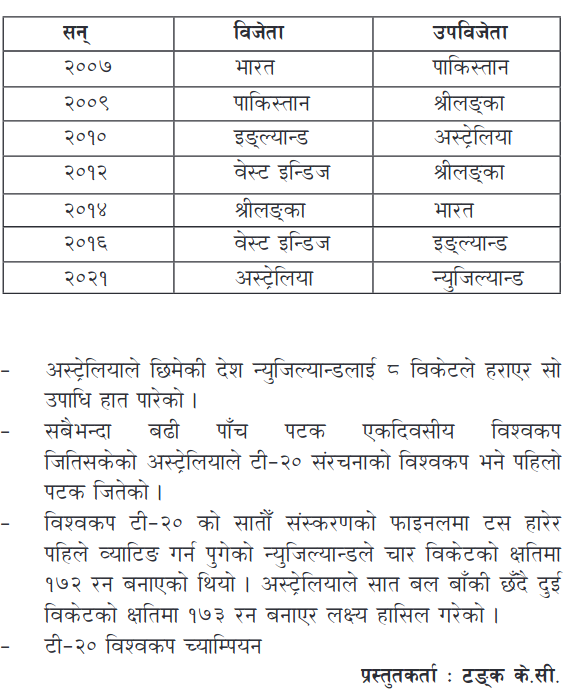 सन् विजेता उपविजेता
२००७ भारत पाकिस्तान
२००९ पाकिस्तान श्रीलङ्का
२०१० इङ्ल्यान्ड अस्ट्रेलिया
२०१२ वेस्ट इन्डिज श्रीलङ्का
२०१४ श्रीलङ्का भारत
२०१६ वेस्ट इन्डिज इङ्ल्यान्ड
२०२१ अस्ट्रेलिया न्युजिल्यान्ड
- अस्ट्रेलियाले छिमेकी देश न्युजिल्यान्डलाई ८ विकेटले हराएर सो
उपाधि हात पारेको ।
- सबैभन्दा बढी पाँच पटक एकदिवसीय विश्वकप
जितिसकेको अस्ट्रेलियाले टी-२० संरचनाको विश्वकप भने पहिलो
पटक जितेको ।
- विश्वकप टी-२० को सातौँ संस्करणको फाइनलमा टस हारेर
पहिले ब्याटिङ गर्न पुगेको न्युजिल्यान्डले चार विकेटको क्षतिमा
१७२ रन बनाएको थियो । अस्ट्रेलियाले सात बल बाँकी छँदै दुई
विकेटको क्षतिमा १७३ रन बनाएर लक्ष्य हासिल गरेको ।
- टी-२० विश्वकप च्याम्पियन
प्रस्तुतकर्ता : टङ्क के.सी.